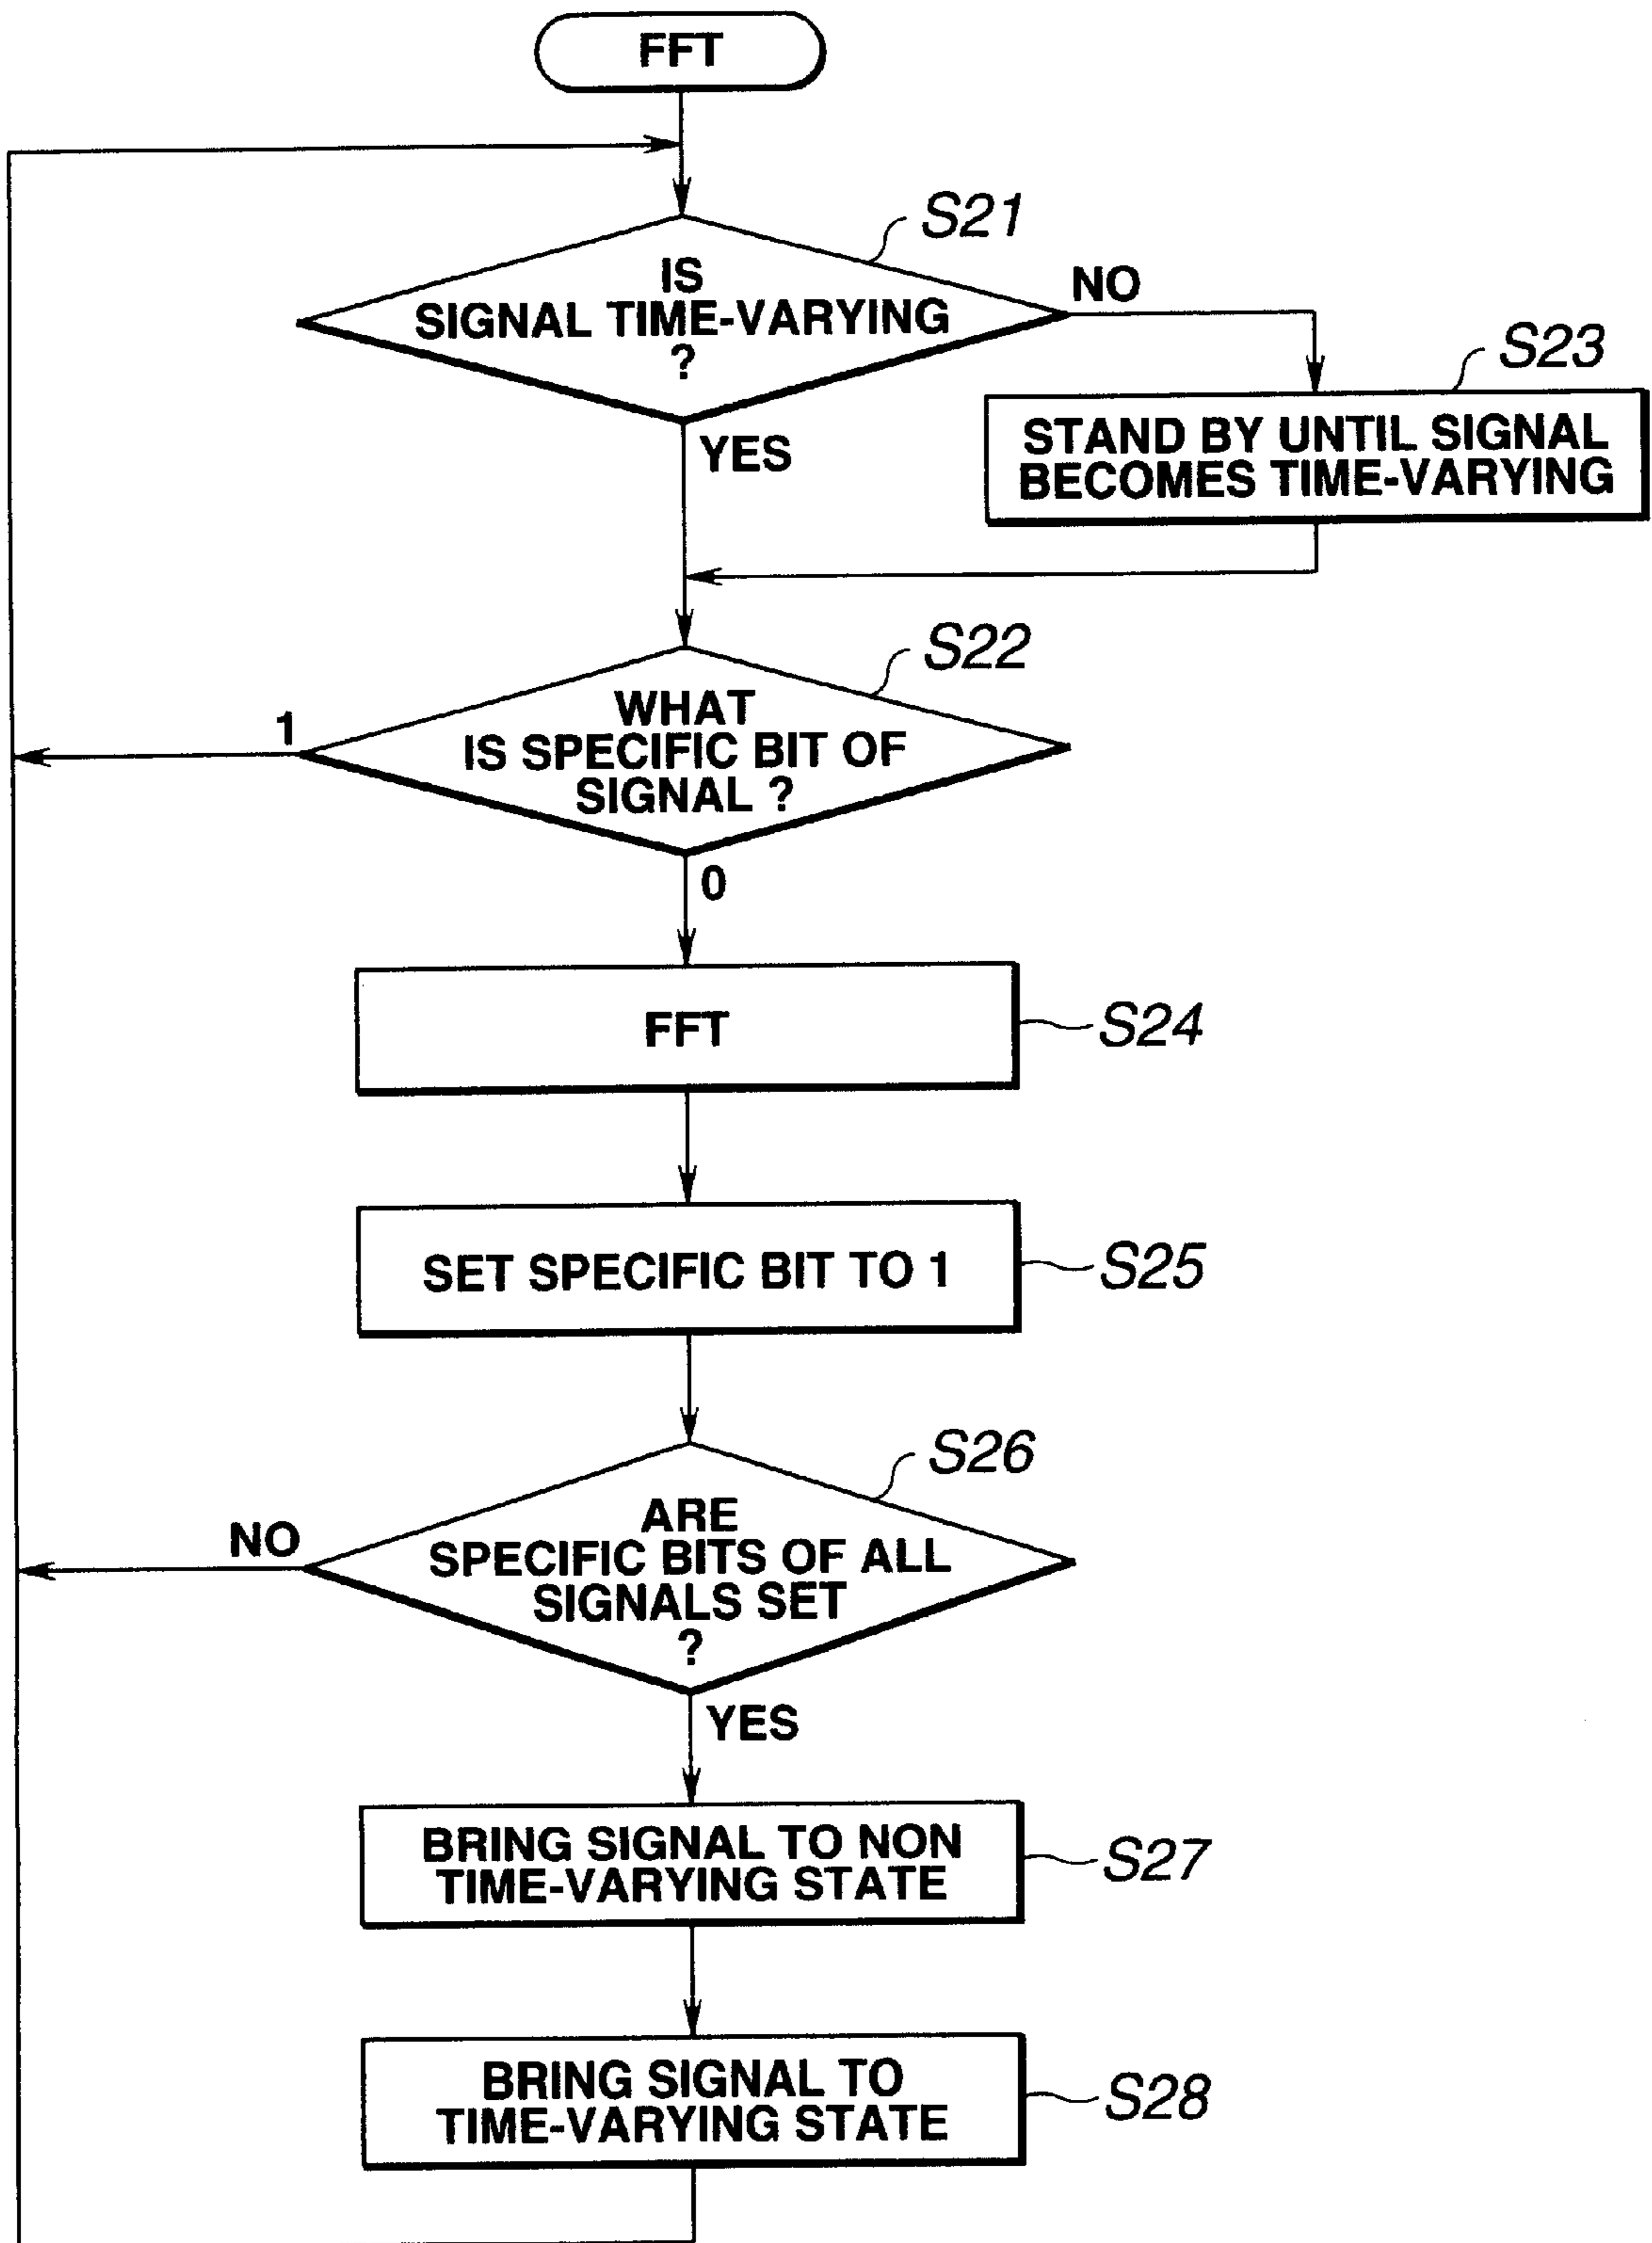 FFT
S21
IS
SIGNAL TIME-VARYING
?
NO
S23
STAND BY UNTIL SIGNAL
BECOMES TIME-VARYING
YES
S22
WHAT
IS SPECIFIC BIT OF
SIGNAL ?
1
0
FFT
S24
SET SPECIFIC BIT TO 1
S25
S26
ARE
SPECIFIC BITS OF ALL
SIGNALS SET
?
NO
YES
BRING SIGNAL TO NON
TIME-VARYING STATE
S27
BRING SIGNAL TO
TIME-VARYING STATE
S28